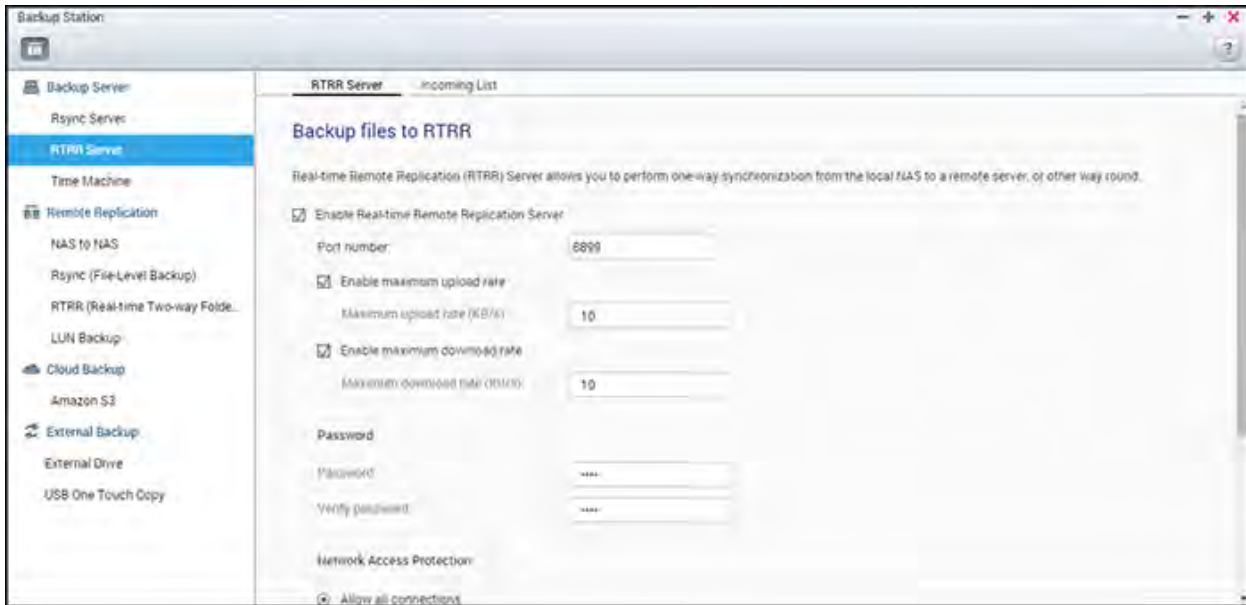 Backup Station
?
Backup Server
Rsync Server
RTRR Server
Time Machine
Remote Replication
NAS to NAS
Rsync (File-Level Backup)
RTRR (Real-time Two-way Folde...
LUN Backup
Cloud Backup
Amazon S3
External Backup
External Drive
USB One Touch Copy
RTRR Server
Incoming List
Backup files to RTRR
Real-time Remote Replication (RTRR) Server allows you to perform one-way synchronization from the local NAS to a remote server, or other way round.
Enable Real-time Remote Replication Server
Port number:
8899
Enable maximum upload rate
Maximum upload rate (KB/s):
10
Enable maximum download rate
Maximum download rate (KB/s):
10
Password
Password:
Verify password:
Network Access Protection
Allow all connections